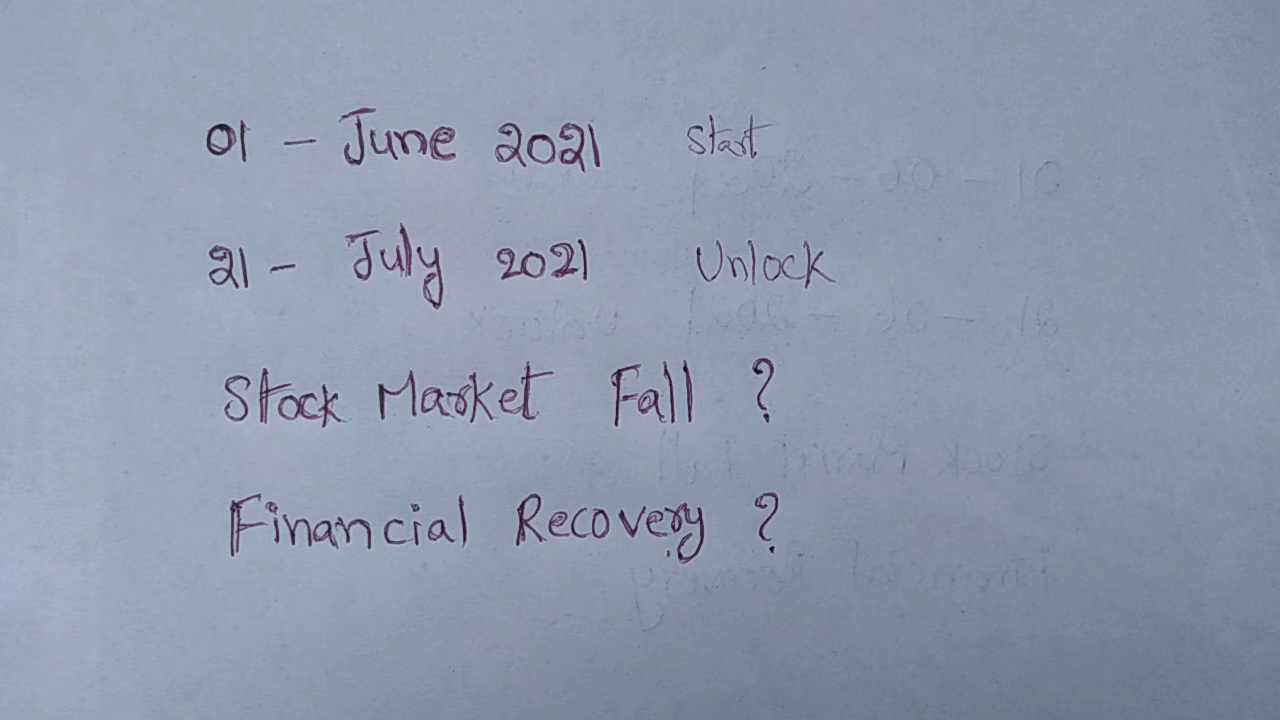 01 - June 2021 Start
21 - July 2021 Unlock
Stock Market Fall ?
Financial Recovery ?